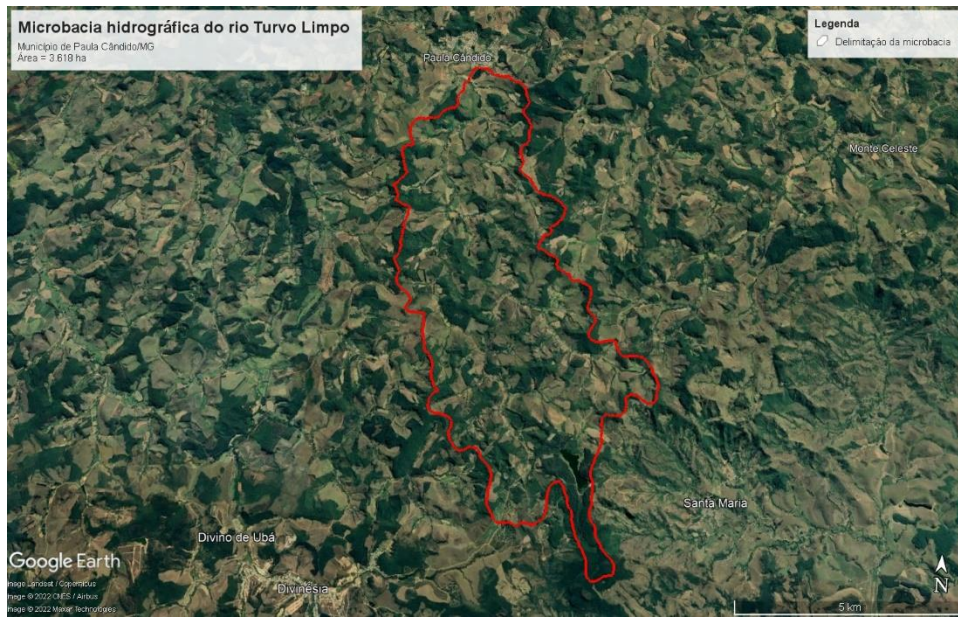 Microbacia hidrográfica do rio Turvo Limpo
Município de Paula Cândido/MG
Área = 3.618 ha
Legenda
Delimitação da microbacia
Paula Cândido
Monte Celeste
Santa Maria
Divino de Ubá
Divinésia
Google Earth
Image Landsat / Copernicus
Image © 2022 CNES / Airbus
Image © 2022 Maxar Technologies
N
5 km